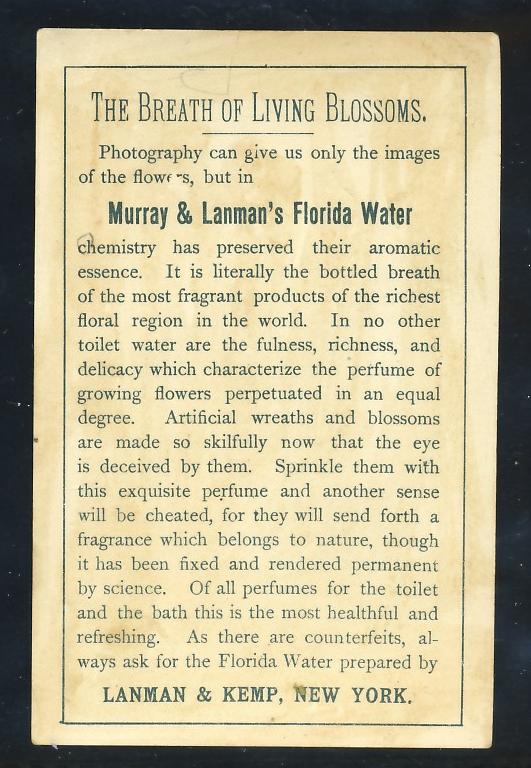 THE BREATH OF LIVING BLOSSOMS.
Photography can give us only the images
of the flowers, but in
Murray & Lanman's Florida Water
chemistry has preserved their aromatic
essence. It is literally the bottled breath
of the most fragrant products of the richest
floral region in the world. In no other
toilet water are the fulness, richness, and
delicacy which characterize the perfume of
growing flowers perpetuated in an equal
degree. Artificial wreaths and blossoms
are made so skilfully now that the eye
is deceived by them. Sprinkle them with
this exquisite perfume and another sense
will be cheated, for they will send forth a
fragrance which belongs to nature, though
it has been fixed and rendered permanent
by science. Of all perfumes for the toilet
and the bath this is the most healthful and
refreshing. As there are counterfeits, al-
ways ask for the Florida Water prepared by
LANMAN & KEMP, NEW YORK.